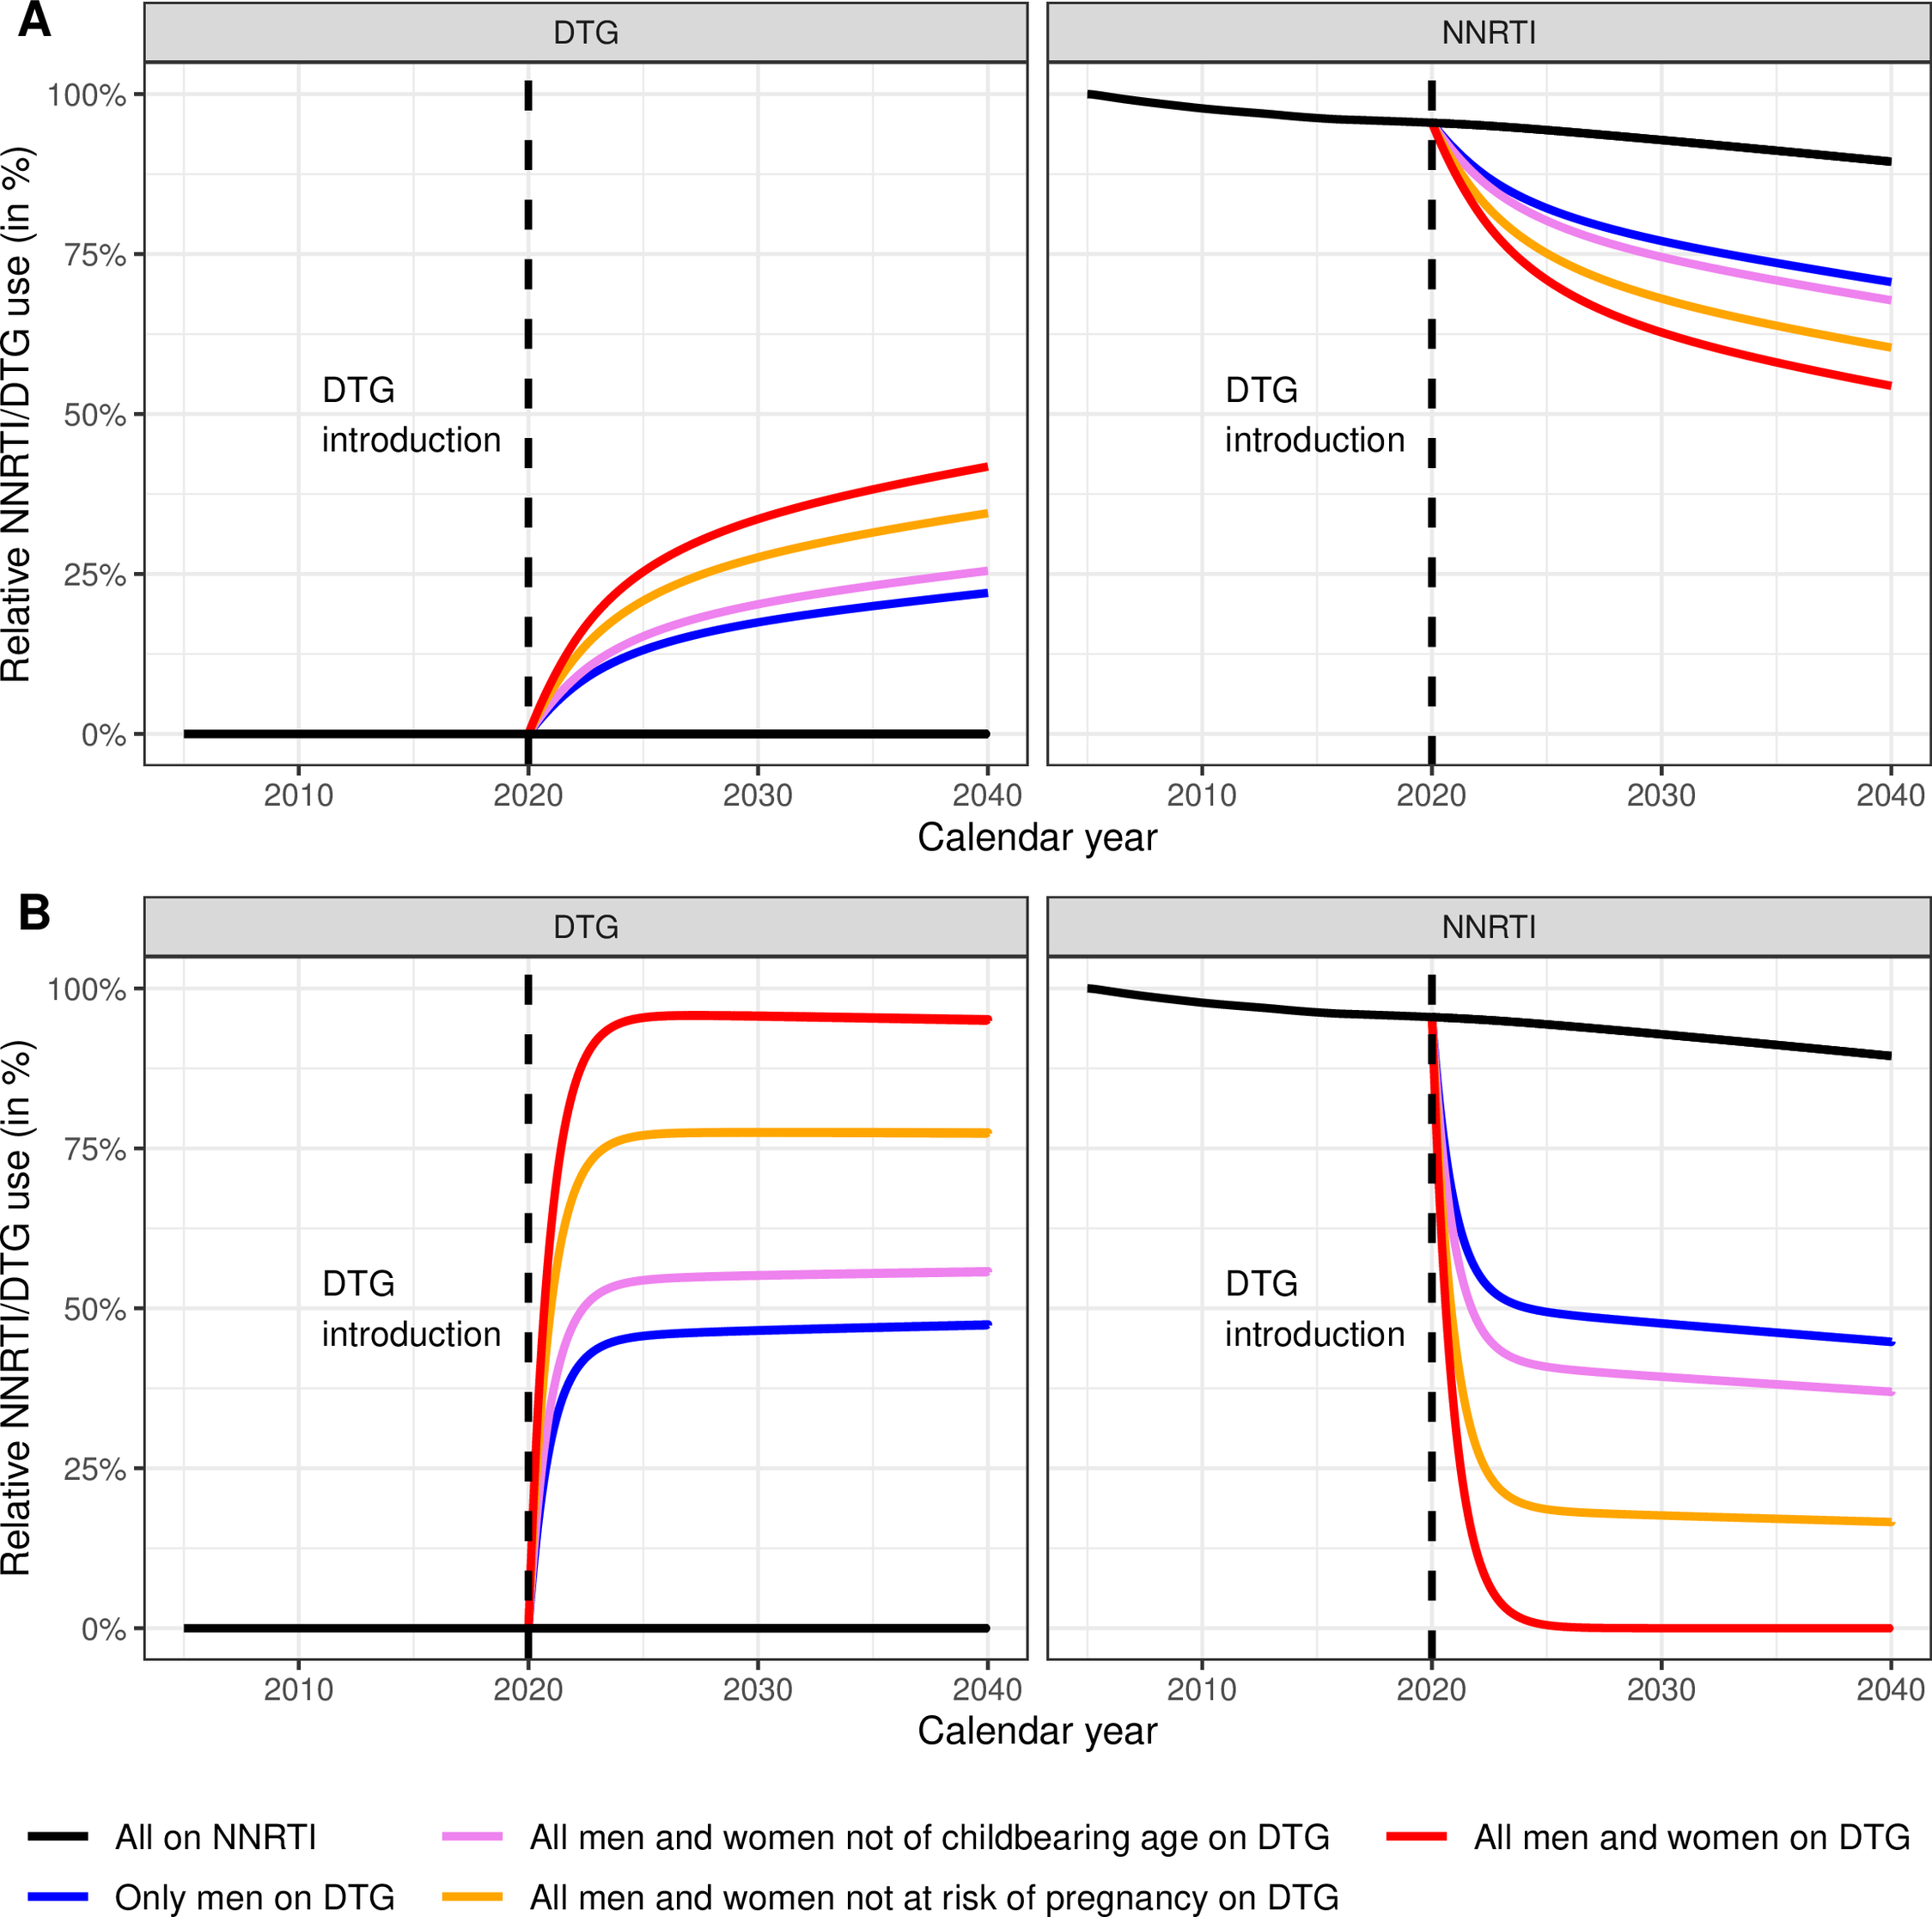 A
DTG
NNRTI
Relative NNRTI/DTG use (in %)
100%
75%
50%
25%
0%
DTG
introduction
DTG
introduction
2010
2020
2030
2040
2010
2020
2030
2040
Calendar year
B
DTG
NNRTI
Relative NNRTI/DTG use (in %)
100%
75%
50%
25%
0%
DTG
introduction
DTG
introduction
2010
2020
2030
2040
2010
2020
2030
2040
Calendar year
All on NNRTI
All men and women not of childbearing age on DTG
All men and women on DTG
Only men on DTG
All men and women not at risk of pregnancy on DTG